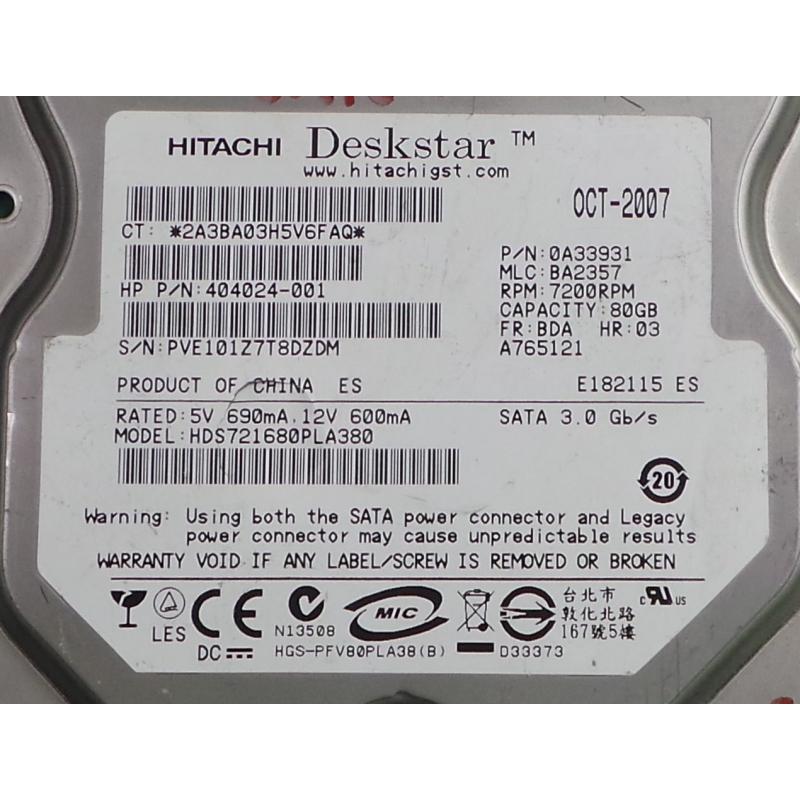 HITACHI Deskstar ™
www.hitachigst.com
OCT-2007
CT: *2A3BA03H5V6FAQ*
P/N:0A33931
MLC:BA2357
HP P/N:404024-001
RPM:7200RPM
CAPACITY:80GB
FR:BDA HR:03
S/N:PVE101Z7T8DZDM
A765121
PRODUCT OF CHINA ES
E182115 ES
RATED:5V 690mA,12V 600mA
SATA 3.0 Gb/s
MODEL:HDS721680PLA380
20
Warning: Using both the SATA power connector and Legacy
power connector may cause unpredictable results
WARRANTY VOID IF ANY LABEL/SCREW IS REMOVED OR BROKEN
LES
CE
N13508
MIC
台北市
敦化北路
167號5樓
c RU us
DC
HGS-PFV80PLA38(B)
D33373